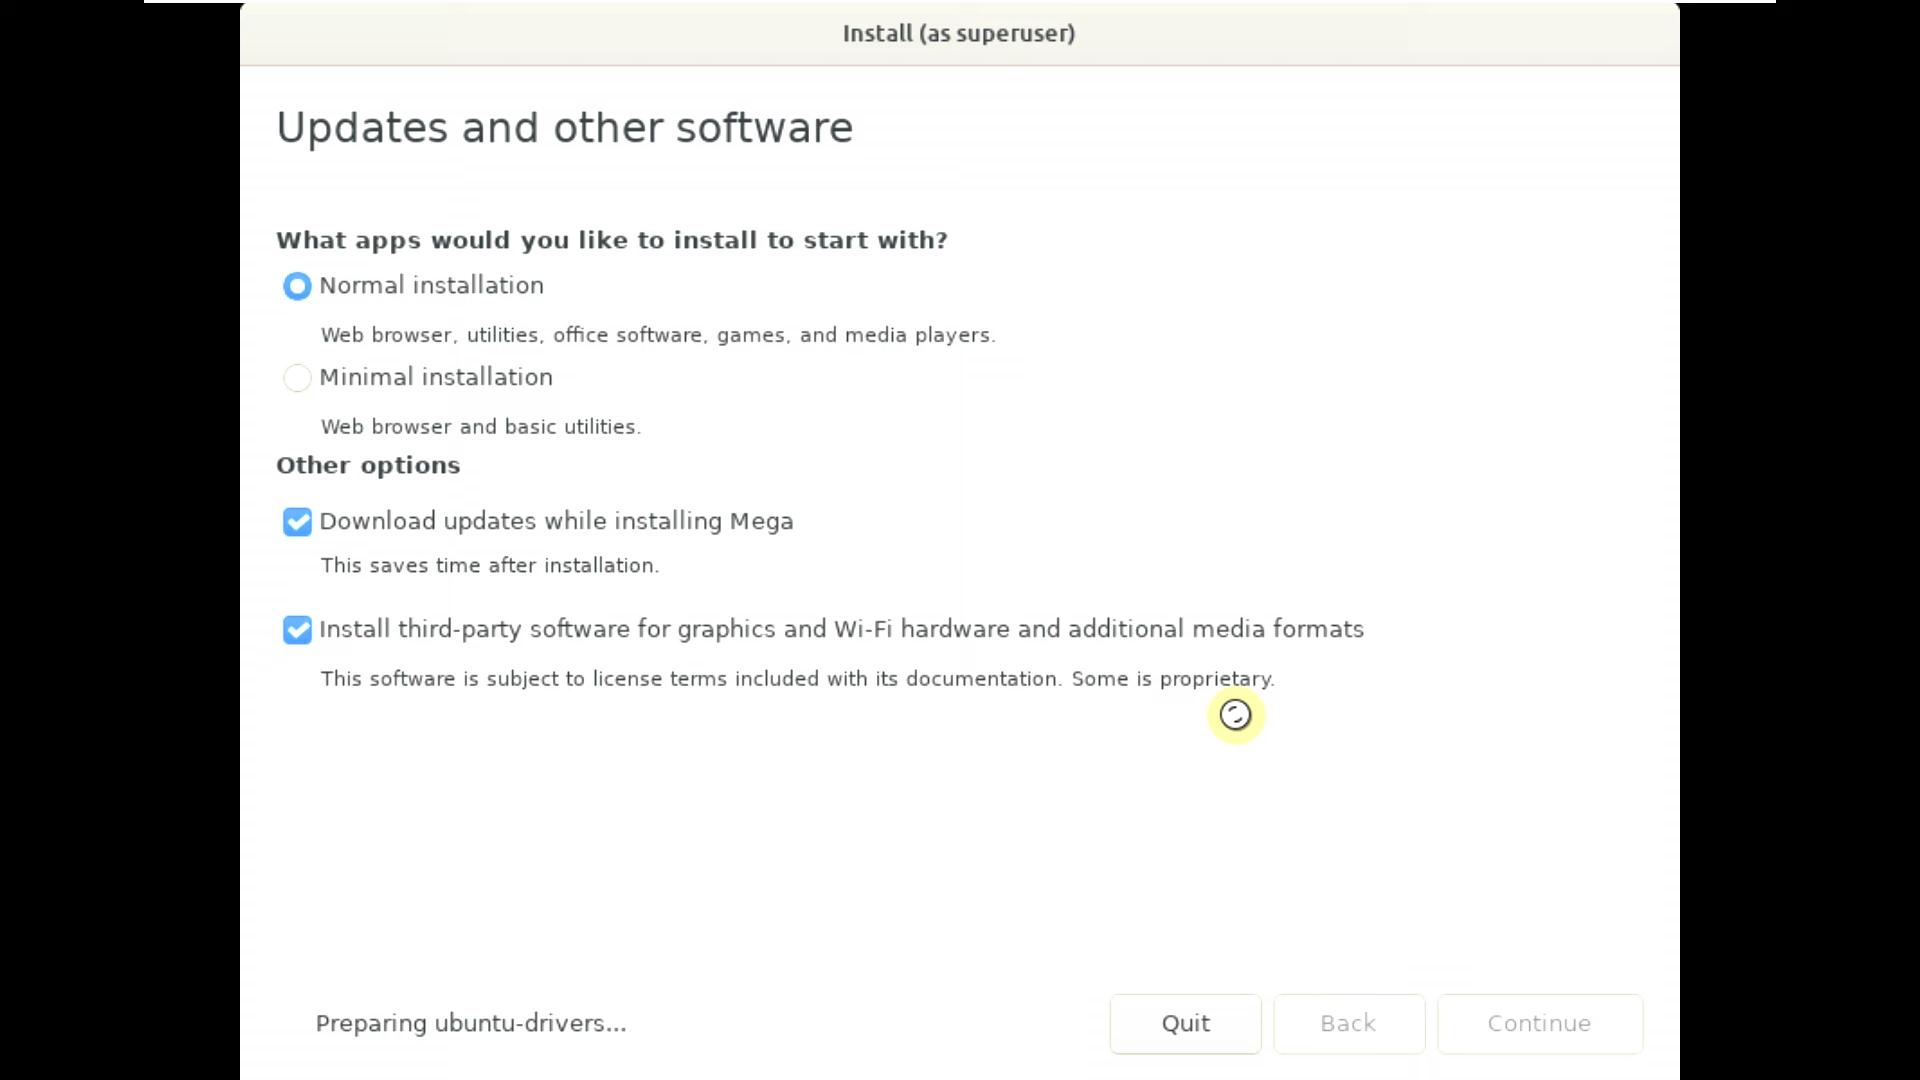 Install (as superuser)
Updates and other software
What apps would you like to install to start with?
Normal installation
Web browser, utilities, office software, games, and media players.
Minimal installation
Web browser and basic utilities.
Other options
Download updates while installing Mega
This saves time after installation.
Install third-party software for graphics and Wi-Fi hardware and additional media formats
This software is subject to license terms included with its documentation. Some is proprietary.
Preparing ubuntu-drivers...
Quit
Back
Continue